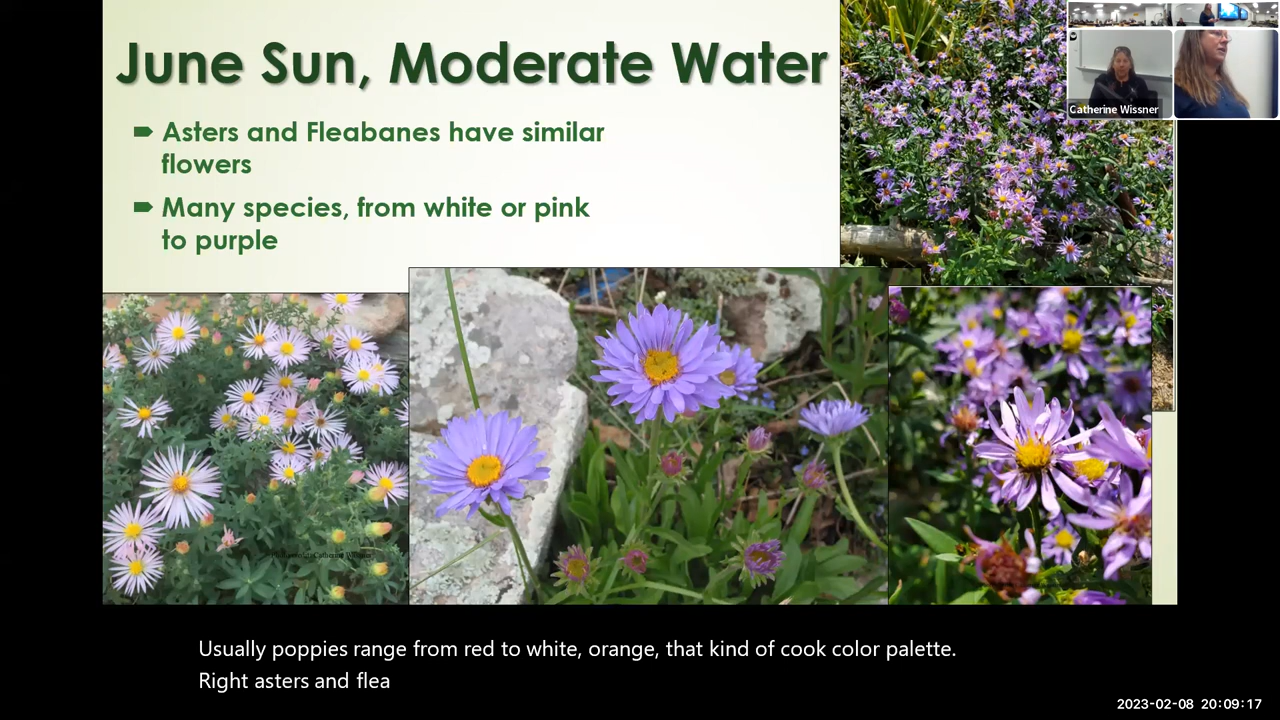 June Sun, Moderate Water
Asters and Fleabanes have similar
flowers
Many species, from white or pink
to purple
Catherine Wissner
Usually poppies range from red to white, orange, that kind of cook color palette.
Right asters and flea
2023-02-08 20:09:17